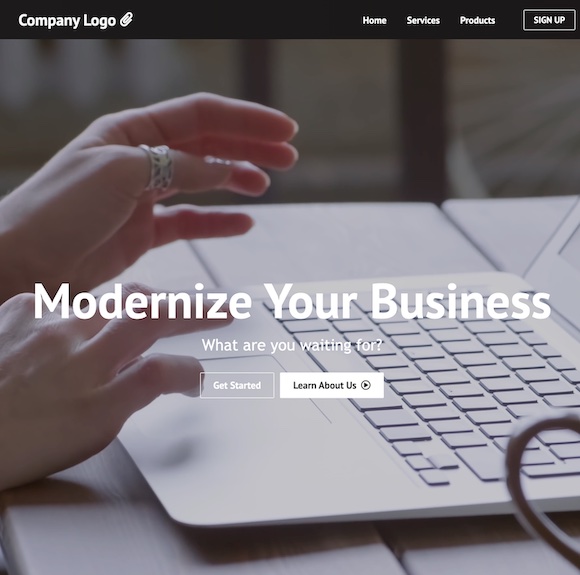 Company Logo
Home
Services
Products
SIGN UP
Modernize Your Business
What are you waiting for?
Get Started
Learn About Us